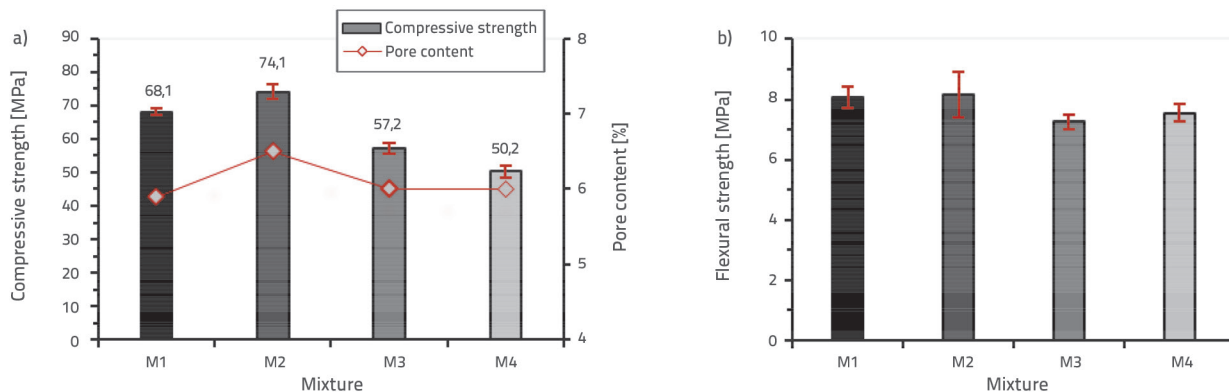 a)
Compressive strength [MPa]
90
80
70
60
50
40
30
20
10
0
68,1
74,1
57,2
50,2
Compressive strength
Pore content
8
7
6
5
4
Pore content [%]
M1 M2 M3 M4
Mixture
b)
Flexural strength [MPa]
10
8
6
4
2
0
M1 M2 M3 M4
Mixture